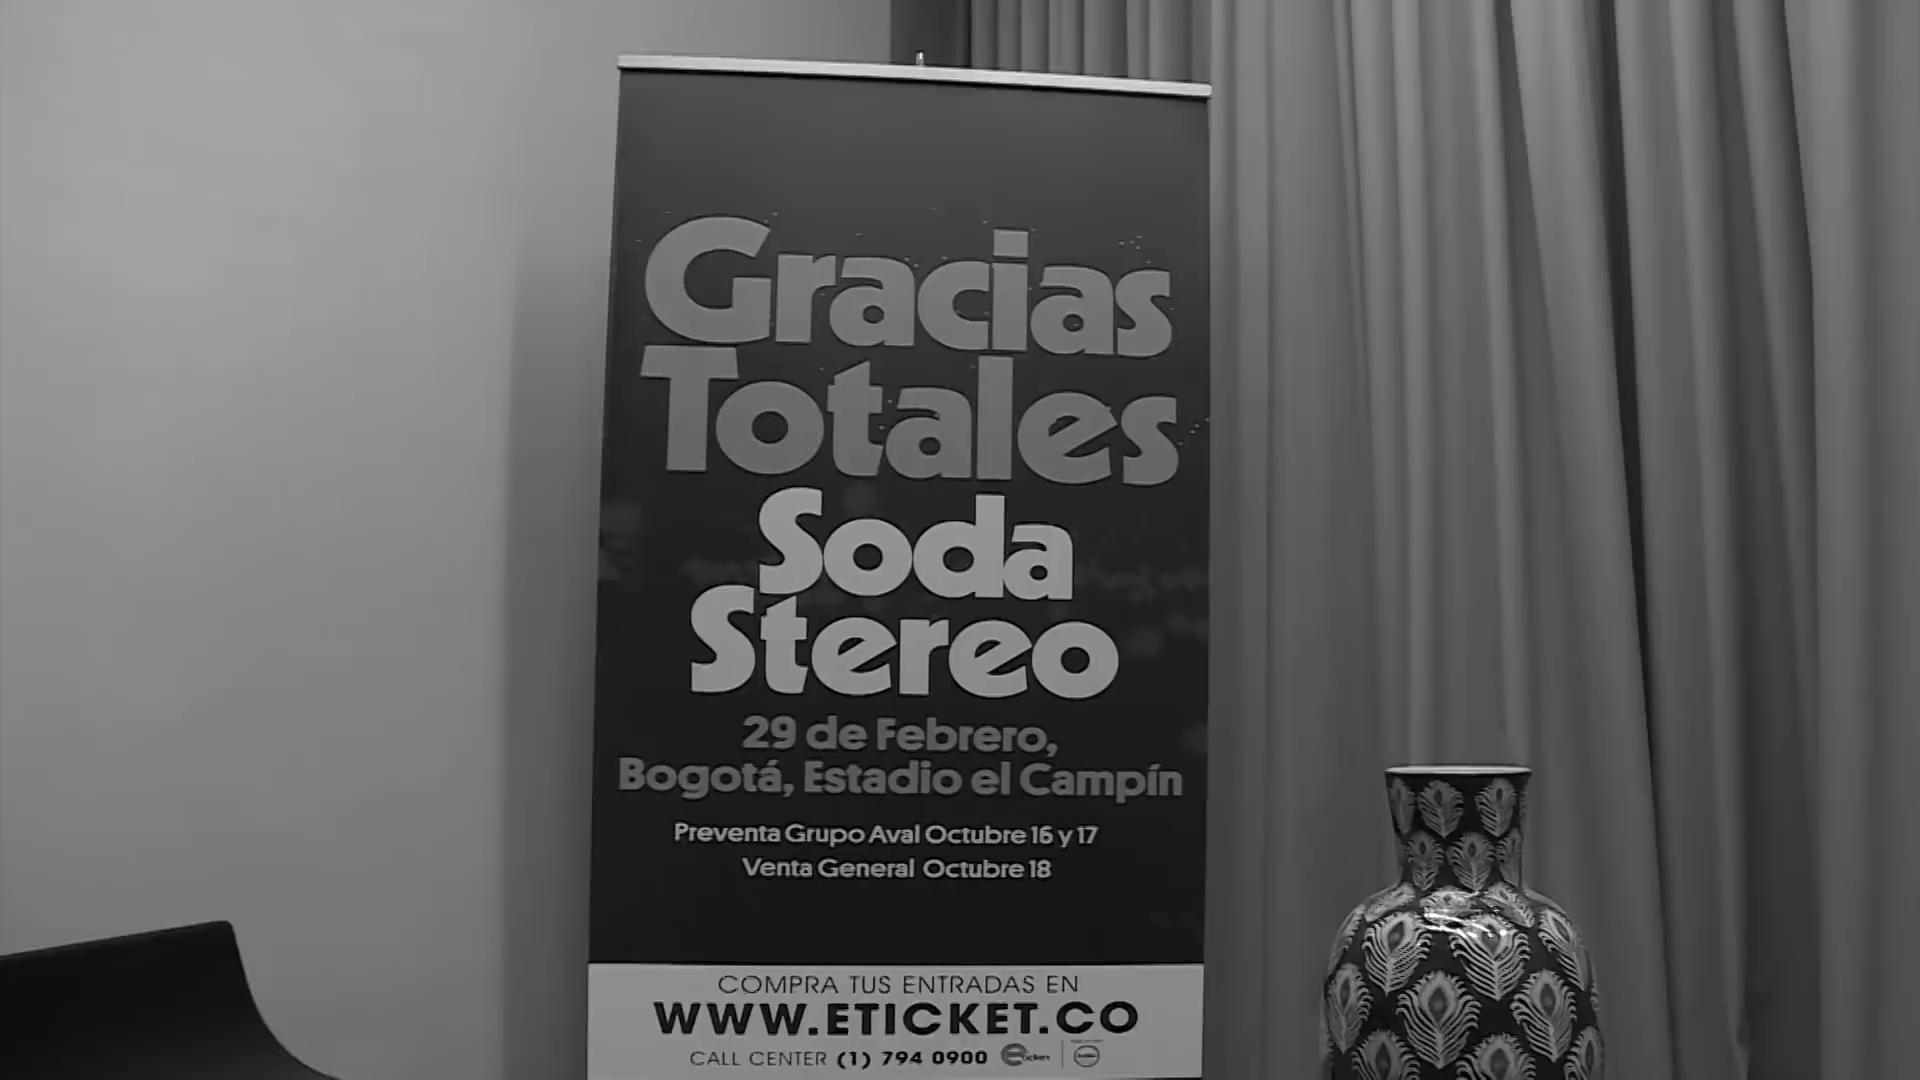 Gracias
Totales
Soda
Stereo
29 de Febrero,
Bogotá, Estadio el Campín
Preventa Grupo Aval Octubre 16 y 17
Venta General Octubre 18
COMPRA TUS ENTRADAS EN
WWW.ETICKET.CO
CALL CENTER (1) 794 0900 eticket